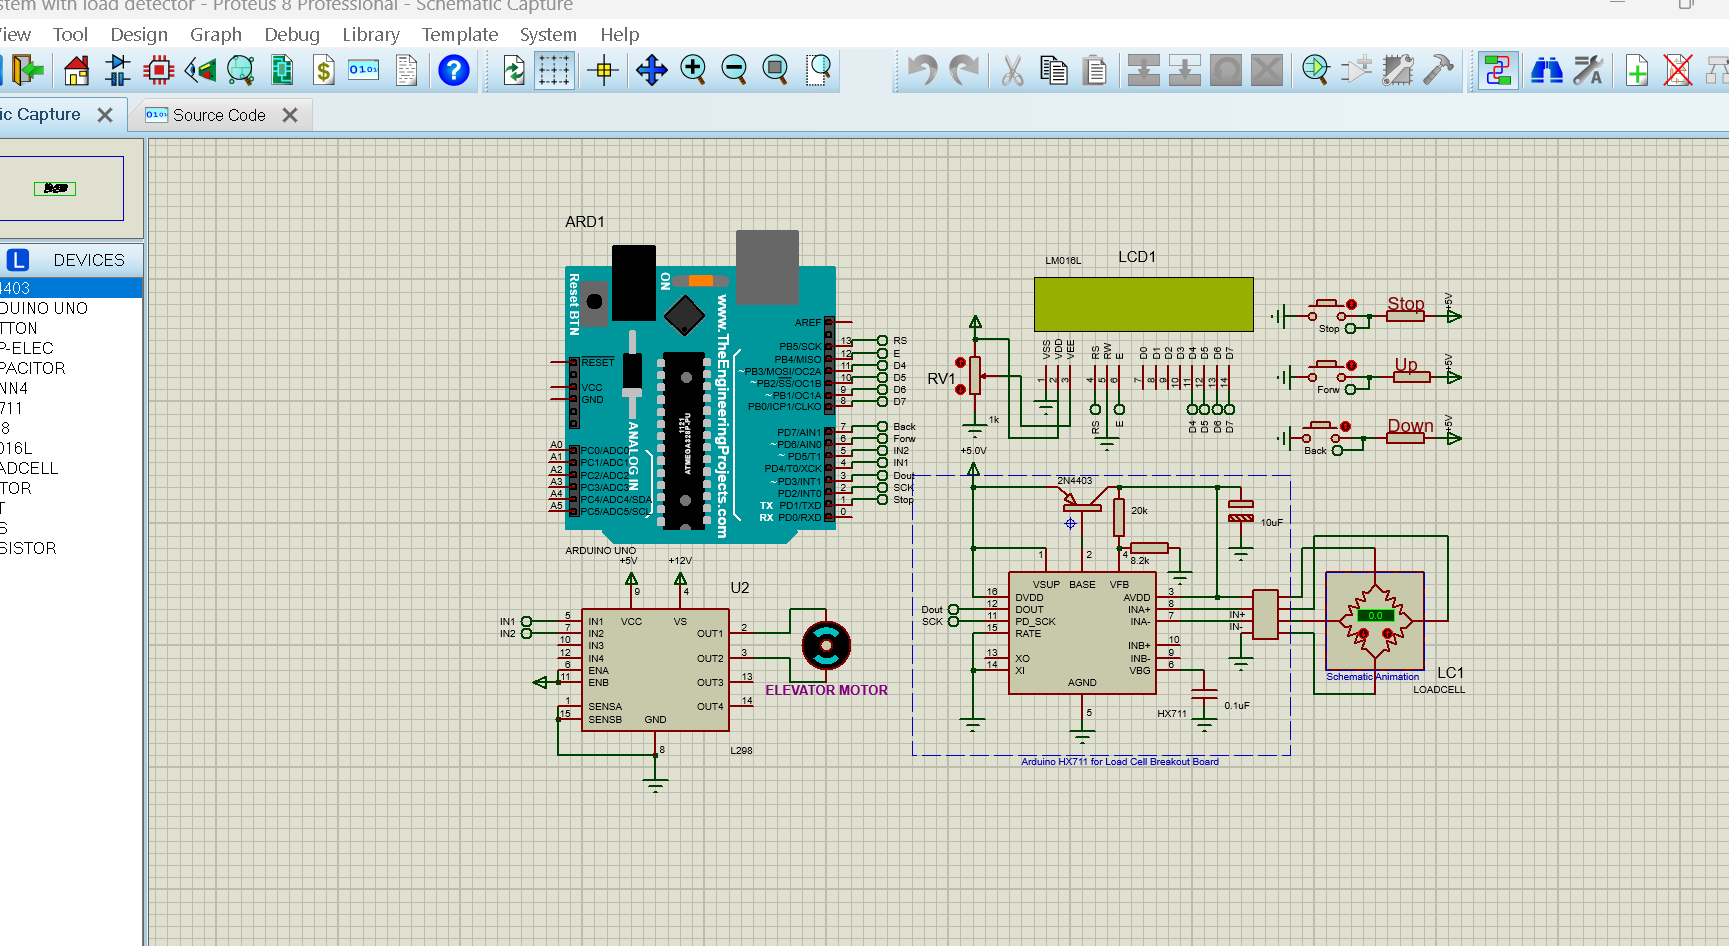 stem with load detector - Proteus 8 Professional - Schematic Capture
View Tool Design Graph Debug Library Template System Help
ic Capture Source Code
L DEVICES
4403
DUINO UNO
TTON
P-ELEC
PACITOR
NN4
711
8
016L
ADCELL
TOR
T
S
SISTOR
ARD1
Reset BTN
ON
www.TheEngineeringProjects.com
ANALOG IN
1121
ATMEGA328P-PU
RESET
VCC
GND
A0 PC0/ADC0
A1 PC1/ADC1
A2 PC2/ADC2
A3 PC3/ADC3
A4 PC4/ADC4/SDA
A5 PC5/ADC5/SCL
AREF
PB5/SCK 13 RS
PB4/MISO 12 E
~PB3/MOSI/OC2A 11 D4
~PB2/SS/OC1B 10 D5
~PB1/OC1A 9 D6
PB0/ICP1/CLKO 8 D7
PD7/AIN1 7 Back
~PD6/AIN0 6 Forw
~PD5/T1 5 IN2
PD4/T0/XCK 4 IN1
~PD3/INT1 3 Dout
PD2/INT0 2 SCK
TX PD1/TXD 1 Stop
RX PD0/RXD 0
ARDUINO UNO
LCD1
LM016L
VSS VDD VEE RS RW E D0 D1 D2 D3 D4 D5 D6 D7
1 2 3 4 5 6 7 8 9 10 11 12 13 14
RS E D4 D5 D6 D7
RV1
1k
Stop +5V
Stop
Up +5V
Forw
Down +5V
Back
+5V +12V
U2
9 4
VCC VS
IN1 5 IN1
IN2 7 IN2
10 IN3
12 IN4
6 ENA
11 ENB
1 SENSA
15 SENSB
GND
8
OUT1 2
OUT2 3
OUT3 13
OUT4 14
L298
ELEVATOR MOTOR
+5.0V
2N4403
20k
8.2k
10uF
1 2 4
VSUP BASE VFB
16 DVDD
Dout 12 DOUT
SCK 11 PD_SCK
15 RATE
13 XO
14 XI
AVDD 3
INA+ 8
INA- 7
INB+ 10
INB- 9
VBG 6
AGND
5
HX711
0.1uF
IN+
IN-
0.0
Schematic Animation
LC1
LOADCELL
Arduino HX711 for Load Cell Breakout Board